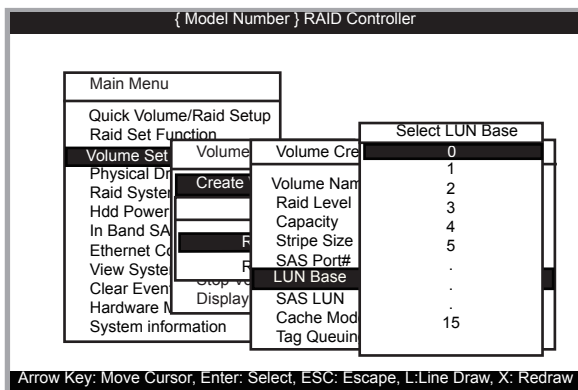 { Model Number } RAID Controller
Main Menu
Quick Volume/Raid Setup
Raid Set Function
Volume Set
Physical Dr
Raid System
Hdd Power
In Band SA
Ethernet Co
View System
Clear Even
Hardware M
System information
Volume
Create V
R
R
Stop Vo
Display
Volume Cre
Volume Nam
Raid Level
Capacity
Stripe Size
SAS Port#
LUN Base
SAS LUN
Cache Mod
Tag Queuin
Select LUN Base
0
1
2
3
4
5
.
.
.
15
Arrow Key: Move Cursor, Enter: Select, ESC: Escape, L:Line Draw, X: Redraw